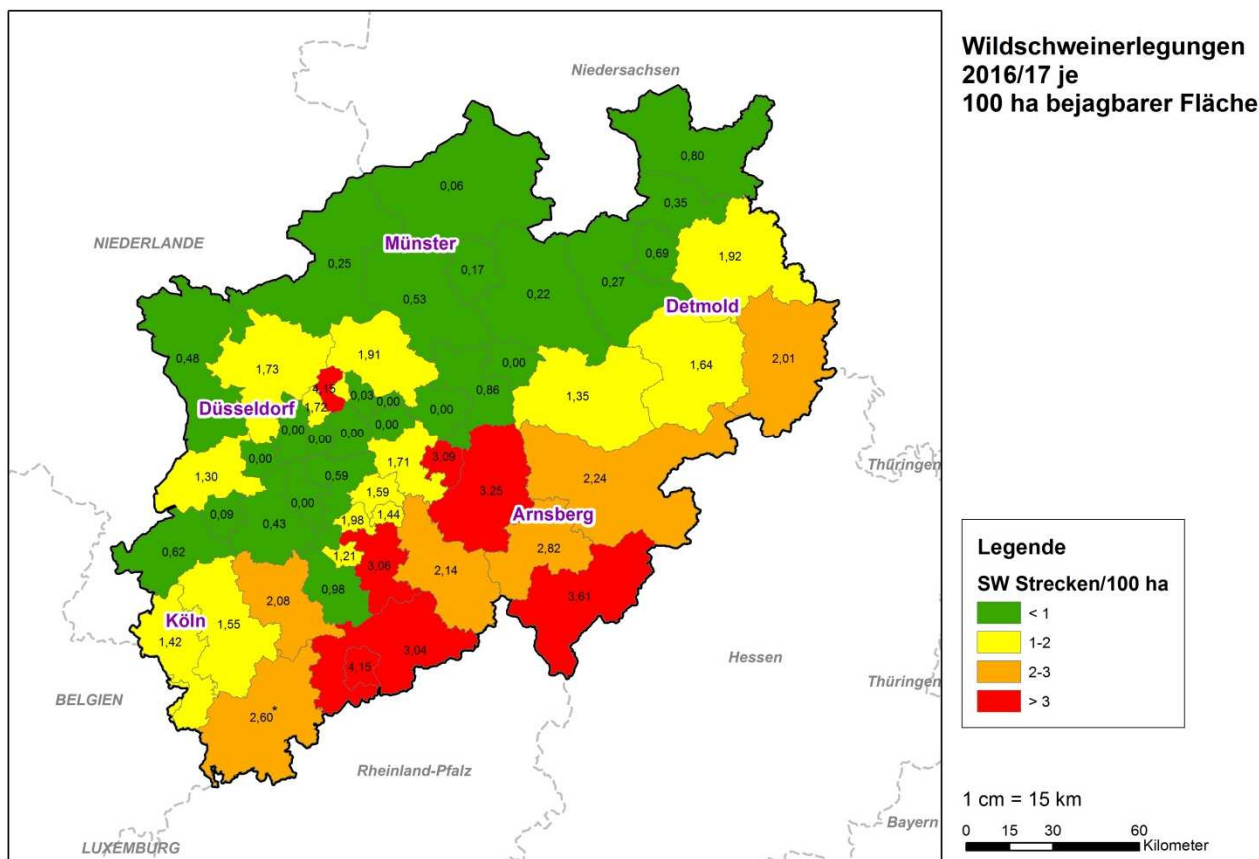 Wildschweinerlegungen
2016/17 je
100 ha bejagbarer Fläche
Niedersachsen
0,80
0,06
0,35
NIEDERLANDE
Münster
0,69
1,92
0,25
0,17
0,27
0,53
0,22
Detmold
0,48
1,73
1,91
0,00
1,64
2,01
4,15
0,03
0,86
1,35
Düsseldorf
1,72
0,00
0,00
0,00
0,00
0,00
0,00
0,00
1,71
3,09
Thüringen
1,30
0,59
2,24
1,59
3,25
0,09
0,00
1,98
1,44
Arnsberg
0,43
0,62
1,21
3,06
2,82
2,14
2,08
0,98
3,61
Köln
1,55
1,42
3,04
4,15
Hessen
Thüringen
BELGIEN
2,60*
Rheinland-Pfalz
Bayern
LUXEMBURG
Legende
SW Strecken/100 ha
< 1
1-2
2-3
> 3
1 cm = 15 km
0 15 30 60
Kilometer